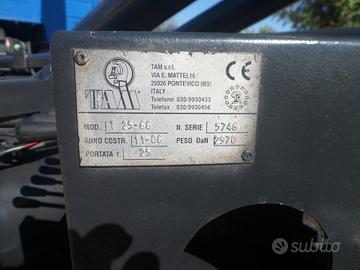 TAM s.r.l.
VIA E. MATTEI,16
25026 PONTEVICO (BS)
ITALY
Telefono 030/9930433
Telefax 030/9930456
TAM
CE
MOD. T 25-66 N. SERIE 5746
ANNO COSTR. 11-06 PESO DaN 2970
PORTATA t 25
subito